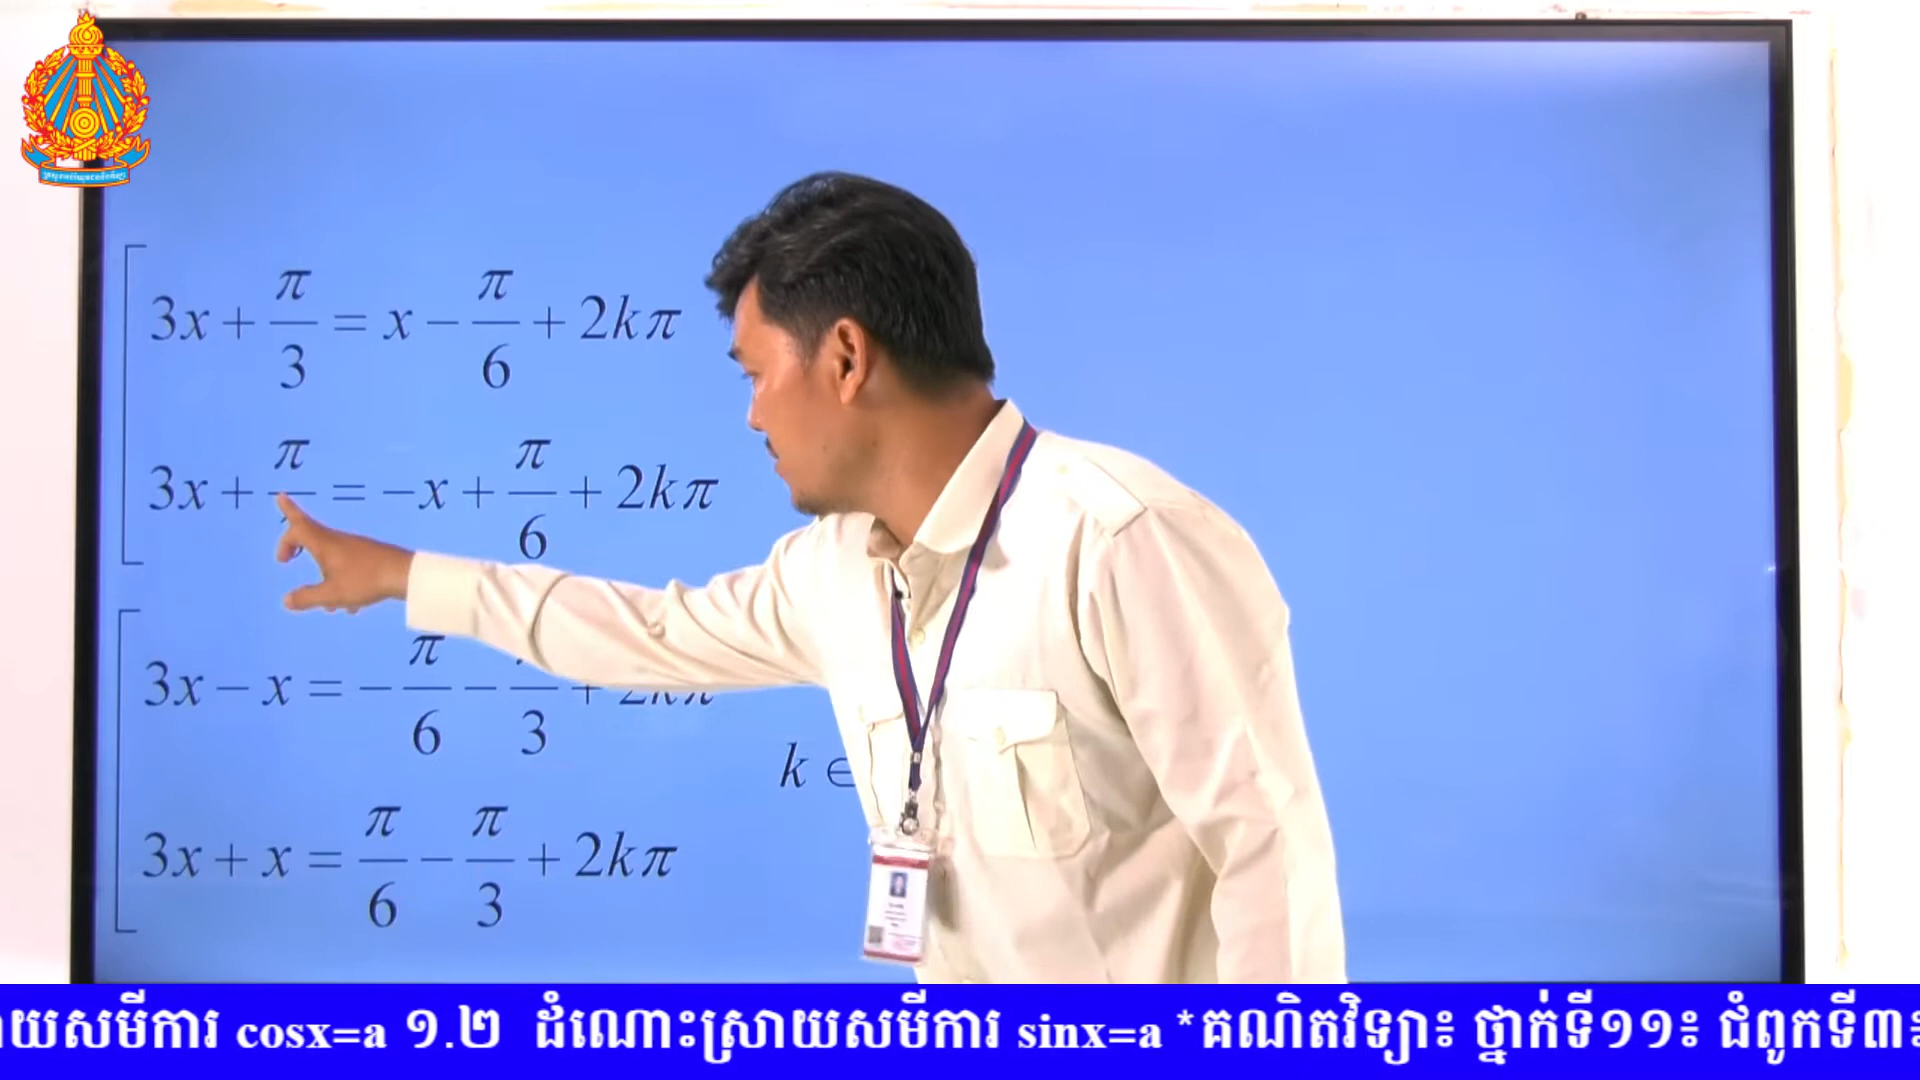 3x + π/3 = x − π/6 + 2kπ
3x + π/ = −x + π/6 + 2kπ
3x − x = −π/6 − /3 + 2kπ
k ∈
3x + x = π/6 − π/3 + 2kπ
យសមីការ cosx=a ១.២ ដំណោះស្រាយសមីការ sinx=a *គណិតវិទ្យា៖ ថ្នាក់ទី១១៖ ជំពូកទី៣៖